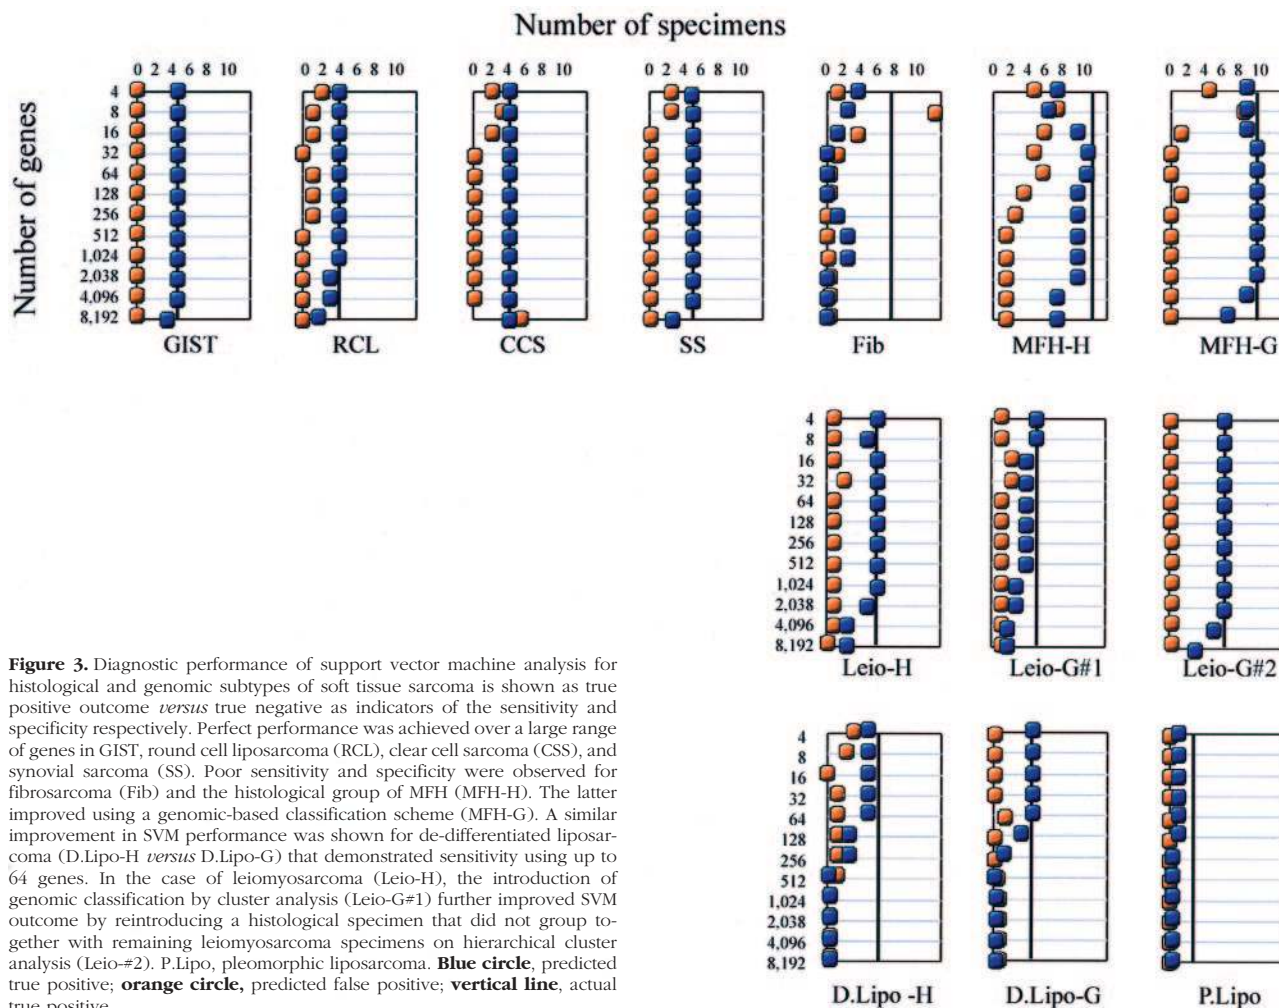 Number of specimens
0 2 4 6 8 10
0 2 4 6 8 10
0 2 4 6 8 10
0 2 4 6 8 10
0 2 4 6 8 10
0 2 4 6 8 10
0 2 4 6 8 10
Number of genes
4
8
16
32
64
128
256
512
1,024
2,038
4,096
8,192
GIST
RCL
CCS
SS
Fib
MFH-H
MFH-G
4
8
16
32
64
128
256
512
1,024
2,038
4,096
8,192
Leio-H
Leio-G#1
Leio-G#2
4
8
16
32
64
128
256
512
1,024
2,038
4,096
8,192
D.Lipo -H
D.Lipo-G
P.Lipo
Figure 3. Diagnostic performance of support vector machine analysis for
histological and genomic subtypes of soft tissue sarcoma is shown as true
positive outcome versus true negative as indicators of the sensitivity and
specificity respectively. Perfect performance was achieved over a large range
of genes in GIST, round cell liposarcoma (RCL), clear cell sarcoma (CSS), and
synovial sarcoma (SS). Poor sensitivity and specificity were observed for
fibrosarcoma (Fib) and the histological group of MFH (MFH-H). The latter
improved using a genomic-based classification scheme (MFH-G). A similar
improvement in SVM performance was shown for de-differentiated liposar-
coma (D.Lipo-H versus D.Lipo-G) that demonstrated sensitivity using up to
64 genes. In the case of leiomyosarcoma (Leio-H), the introduction of
genomic classification by cluster analysis (Leio-G#1) further improved SVM
outcome by reintroducing a histological specimen that did not group to-
gether with remaining leiomyosarcoma specimens on hierarchical cluster
analysis (Leio-#2). P.Lipo, pleomorphic liposarcoma. Blue circle, predicted
true positive; orange circle, predicted false positive; vertical line, actual
true positive.